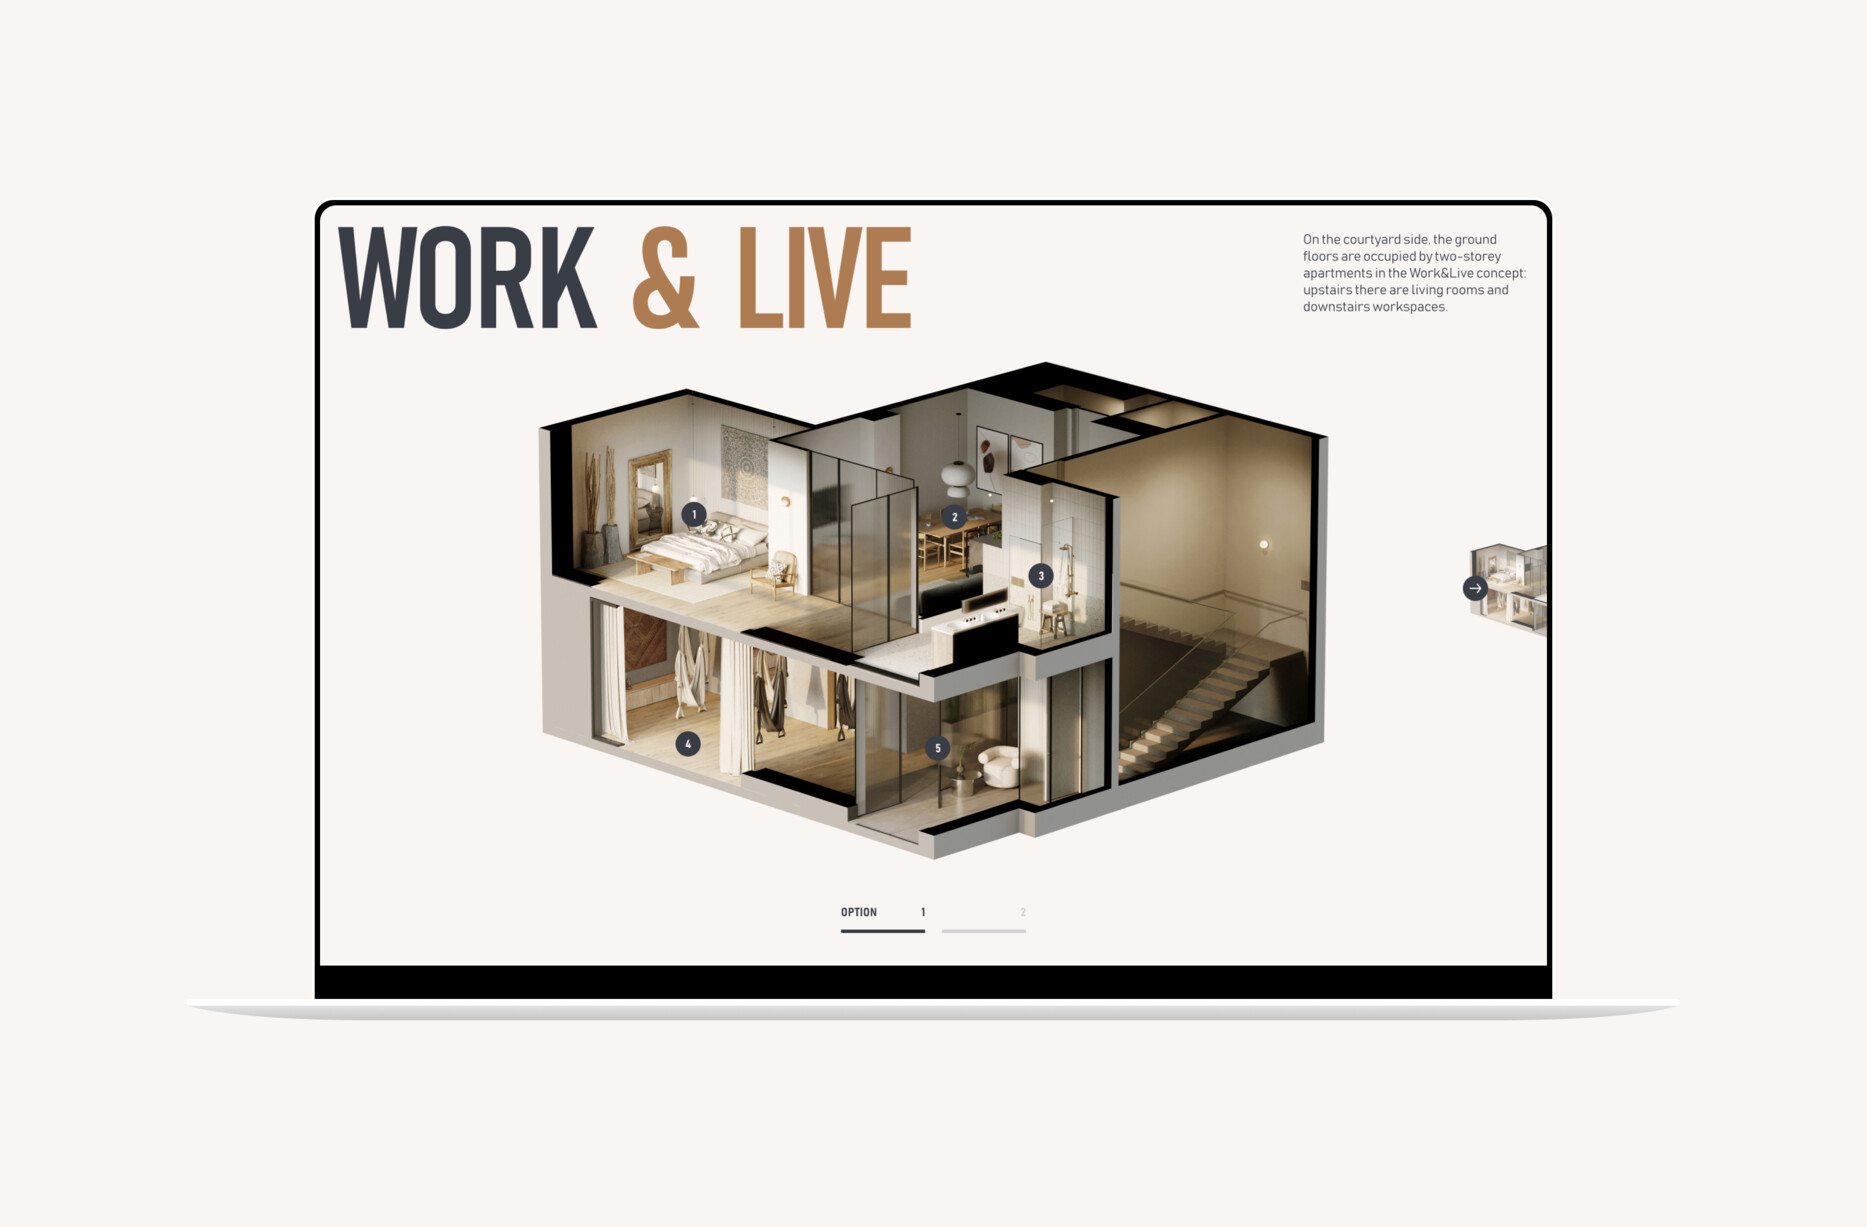 WORK & LIVE
On the courtyard side, the ground
floors are occupied by two-storey
apartments in the Work&Live concept:
upstairs there are living rooms and
downstairs workspaces.
1
2
3
4
5
OPTION 1 2